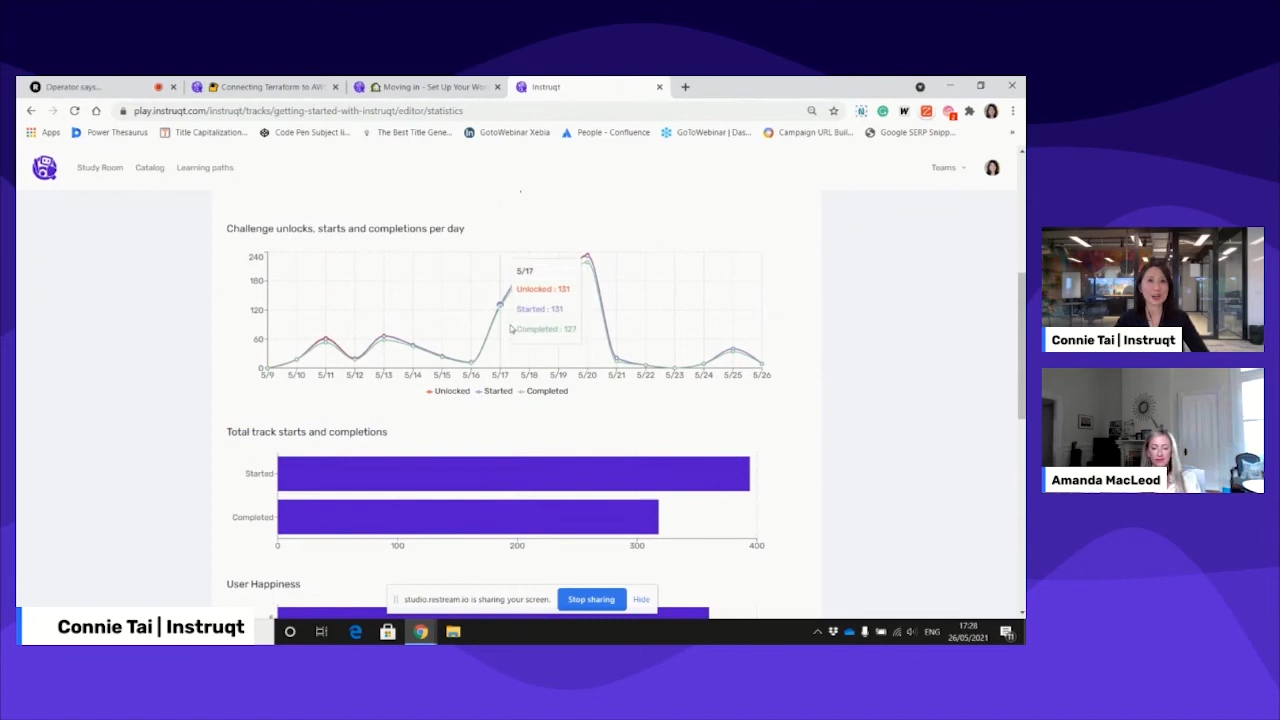 Operator says...
Connecting Terraform to AW
Moving in - Set Up Your Wo
Instruqt
play.instruqt.com/instruqt/tracks/getting-started-with-instruqt/editor/statistics
Apps
Power Thesaurus
Title Capitalization...
Code Pen Subject li...
The Best Title Gene...
GotoWebinar Xebia
People - Confluence
GoToWebinar | Das...
Campaign URL Buil...
Google SERP Snipp...
Study Room
Catalog
Learning paths
Teams
Challenge unlocks, starts and completions per day
240
180
120
60
0
5/17
Unlocked : 131
Started : 131
Completed : 127
5/9 5/10 5/11 5/12 5/13 5/14 5/15 5/16 5/17 5/18 5/19 5/20 5/21 5/22 5/23 5/24 5/25 5/26
Unlocked Started Completed
Total track starts and completions
Started
Completed
0 100 200 300 400
User Happiness
studio.restream.io is sharing your screen.
Stop sharing
Hide
Connie Tai | Instruqt
ENG
17:28
26/05/2021
Connie Tai | Instruqt
Amanda MacLeod